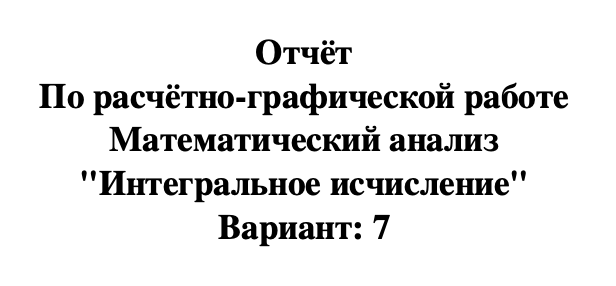 Отчёт
По расчётно-графической работе
Математический анализ
"Интегральное исчисление"
Вариант: 7